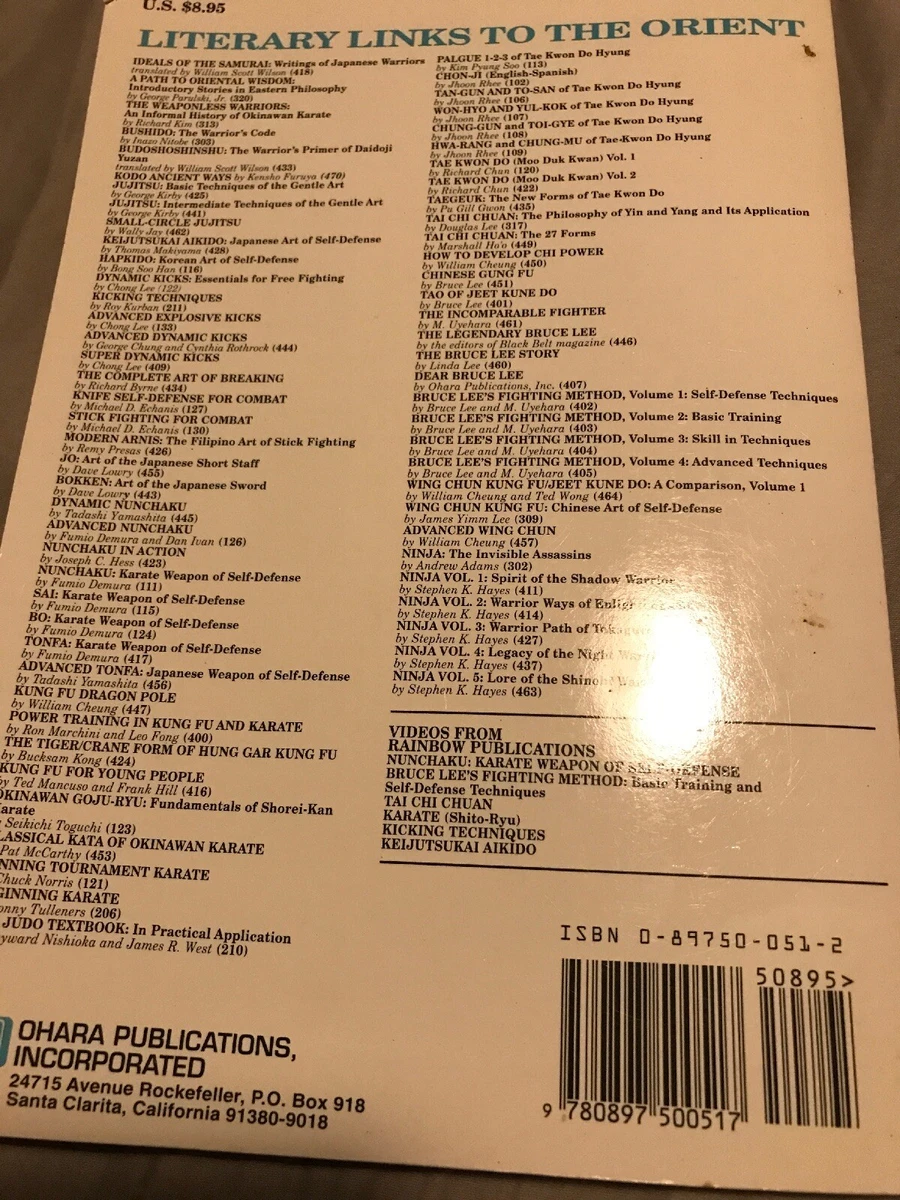 U.S. $8.95
LITERARY LINKS TO THE ORIENT
IDEALS OF THE SAMURAI: Writings of Japanese Warriors
translated by William Scott Wilson (418)
A PATH TO ORIENTAL WISDOM:
Introductory Stories in Eastern Philosophy
by George Parulski, Jr. (320)
THE WEAPONLESS WARRIORS:
An Informal History of Okinawan Karate
by Richard Kim (313)
BUSHIDO: The Warrior's Code
by Inazo Nitobe (303)
BUDOSHOSHINSHU: The Warrior's Primer of Daidoji
Yuzan
translated by William Scott Wilson (433)
KODO ANCIENT WAYS by Kensho Furuya (470)
JUJITSU: Basic Techniques of the Gentle Art
by George Kirby (425)
JUJITSU: Intermediate Techniques of the Gentle Art
by George Kirby (441)
SMALL-CIRCLE JUJITSU
by Wally Jay (462)
KEIJUTSUKAI AIKIDO: Japanese Art of Self-Defense
by Thomas Makiyama (428)
HAPKIDO: Korean Art of Self-Defense
by Bong Soo Han (116)
DYNAMIC KICKS: Essentials for Free Fighting
by Chong Lee (122)
KICKING TECHNIQUES
by Roy Kurban (211)
ADVANCED EXPLOSIVE KICKS
by Chong Lee (133)
ADVANCED DYNAMIC KICKS
by George Chung and Cynthia Rothrock (444)
SUPER DYNAMIC KICKS
by Chong Lee (409)
THE COMPLETE ART OF BREAKING
by Richard Byrne (434)
KNIFE SELF-DEFENSE FOR COMBAT
by Michael D. Echanis (127)
STICK FIGHTING FOR COMBAT
by Michael D. Echanis (130)
MODERN ARNIS: The Filipino Art of Stick Fighting
by Remy Presas (426)
JO: Art of the Japanese Short Staff
by Dave Lowry (455)
BOKKEN: Art of the Japanese Sword
by Dave Lowry (443)
DYNAMIC NUNCHAKU
by Tadashi Yamashita (445)
ADVANCED NUNCHAKU
by Fumio Demura and Dan Ivan (126)
NUNCHAKU IN ACTION
by Joseph C. Hess (423)
NUNCHAKU: Karate Weapon of Self-Defense
by Fumio Demura (111)
SAI: Karate Weapon of Self-Defense
by Fumio Demura (115)
BO: Karate Weapon of Self-Defense
by Fumio Demura (124)
TONFA: Karate Weapon of Self-Defense
by Fumio Demura (417)
ADVANCED TONFA: Japanese Weapon of Self-Defense
by Tadashi Yamashita (456)
KUNG FU DRAGON POLE
by William Cheung (447)
POWER TRAINING IN KUNG FU AND KARATE
by Ron Marchini and Leo Fong (400)
THE TIGER/CRANE FORM OF HUNG GAR KUNG FU
by Bucksam Kong (424)
KUNG FU FOR YOUNG PEOPLE
by Ted Mancuso and Frank Hill (416)
OKINAWAN GOJU-RYU: Fundamentals of Shorei-Kan
arate
Seikichi Toguchi (123)
LASSICAL KATA OF OKINAWAN KARATE
Pat McCarthy (453)
NNING TOURNAMENT KARATE
Chuck Norris (121)
GINNING KARATE
onny Tulleners (206)
JUDO TEXTBOOK: In Practical Application
yward Nishioka and James R. West (210)
PALGUE 1-2-3 of Tae Kwon Do Hyung
by Kim Pyung Soo (113)
CHON-JI (English-Spanish)
by Jhoon Rhee (102)
TAN-GUN AND TO-SAN of Tae Kwon Do Hyung
by Jhoon Rhee (106)
WON-HYO AND YUL-KOK of Tae Kwon Do Hyung
by Jhoon Rhee (107)
CHUNG-GUN and TOI-GYE of Tae Kwon Do Hyung
by Jhoon Rhee (108)
HWA-RANG and CHUNG-MU of Tae-Kwon Do Hyung
by Jhoon Rhee (109)
TAE KWON DO (Moo Duk Kwan) Vol. 1
by Richard Chun (120)
TAE KWON DO (Moo Duk Kwan) Vol. 2
by Richard Chun (422)
TAEGEUK: The New Forms of Tae Kwon Do
by Pu Gill Gwon (435)
TAI CHI CHUAN: The Philosophy of Yin and Yang and Its Application
by Douglas Lee (317)
TAI CHI CHUAN: The 27 Forms
by Marshall Ho'o (449)
HOW TO DEVELOP CHI POWER
by William Cheung (450)
CHINESE GUNG FU
by Bruce Lee (451)
TAO OF JEET KUNE DO
by Bruce Lee (401)
THE INCOMPARABLE FIGHTER
by M. Uyehara (461)
THE LEGENDARY BRUCE LEE
by the editors of Black Belt magazine (446)
THE BRUCE LEE STORY
by Linda Lee (460)
DEAR BRUCE LEE
by Ohara Publications, Inc. (407)
BRUCE LEE'S FIGHTING METHOD, Volume 1: Self-Defense Techniques
by Bruce Lee and M. Uyehara (402)
BRUCE LEE'S FIGHTING METHOD, Volume 2: Basic Training
by Bruce Lee and M. Uyehara (403)
BRUCE LEE'S FIGHTING METHOD, Volume 3: Skill in Techniques
by Bruce Lee and M. Uyehara (404)
BRUCE LEE'S FIGHTING METHOD, Volume 4: Advanced Techniques
by Bruce Lee and M. Uyehara (405)
WING CHUN KUNG FU/JEET KUNE DO: A Comparison, Volume 1
by William Cheung and Ted Wong (464)
WING CHUN KUNG FU: Chinese Art of Self-Defense
by James Yimm Lee (309)
ADVANCED WING CHUN
by William Cheung (457)
NINJA: The Invisible Assassins
by Andrew Adams (302)
NINJA VOL. 1: Spirit of the Shadow Warrior
by Stephen K. Hayes (411)
NINJA VOL. 2: Warrior Ways of
by Stephen K. Hayes (414)
NINJA VOL. 3: Warrior Path of
by Stephen K. Hayes (427)
NINJA VOL. 4: Legacy of the Night
by Stephen K. Hayes (437)
NINJA VOL. 5: Lore of the
by Stephen K. Hayes (463)
VIDEOS FROM
RAINBOW PUBLICATIONS
NUNCHAKU: KARATE WEAPON OF SELF-DEFENSE
BRUCE LEE'S FIGHTING METHOD: Basic Training and
Self-Defense Techniques
TAI CHI CHUAN
KARATE (Shito-Ryu)
KICKING TECHNIQUES
KEIJUTSUKAI AIKIDO
OHARA PUBLICATIONS,
INCORPORATED
24715 Avenue Rockefeller, P.O. Box 918
Santa Clarita, California 91380-9018
ISBN 0-89750-051-2
50895>
9 780897 500517